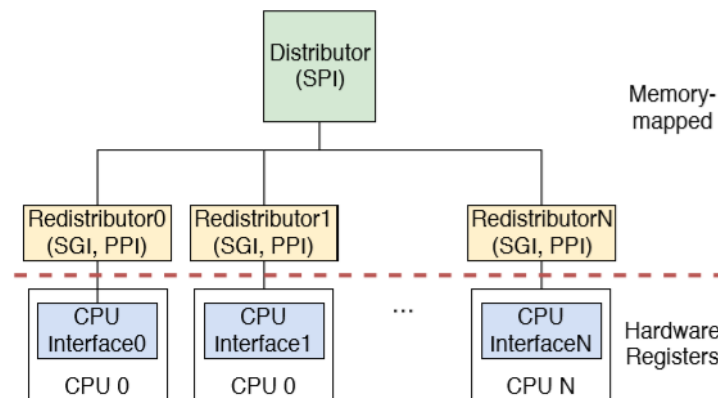 Distributor
(SPI)
Memory-
mapped
Redistributor0
(SGI, PPI)
Redistributor1
(SGI, PPI)
RedistributorN
(SGI, PPI)
CPU
Interface0
CPU 0
CPU
Interface1
CPU 0
...
CPU
InterfaceN
CPU N
Hardware
Registers